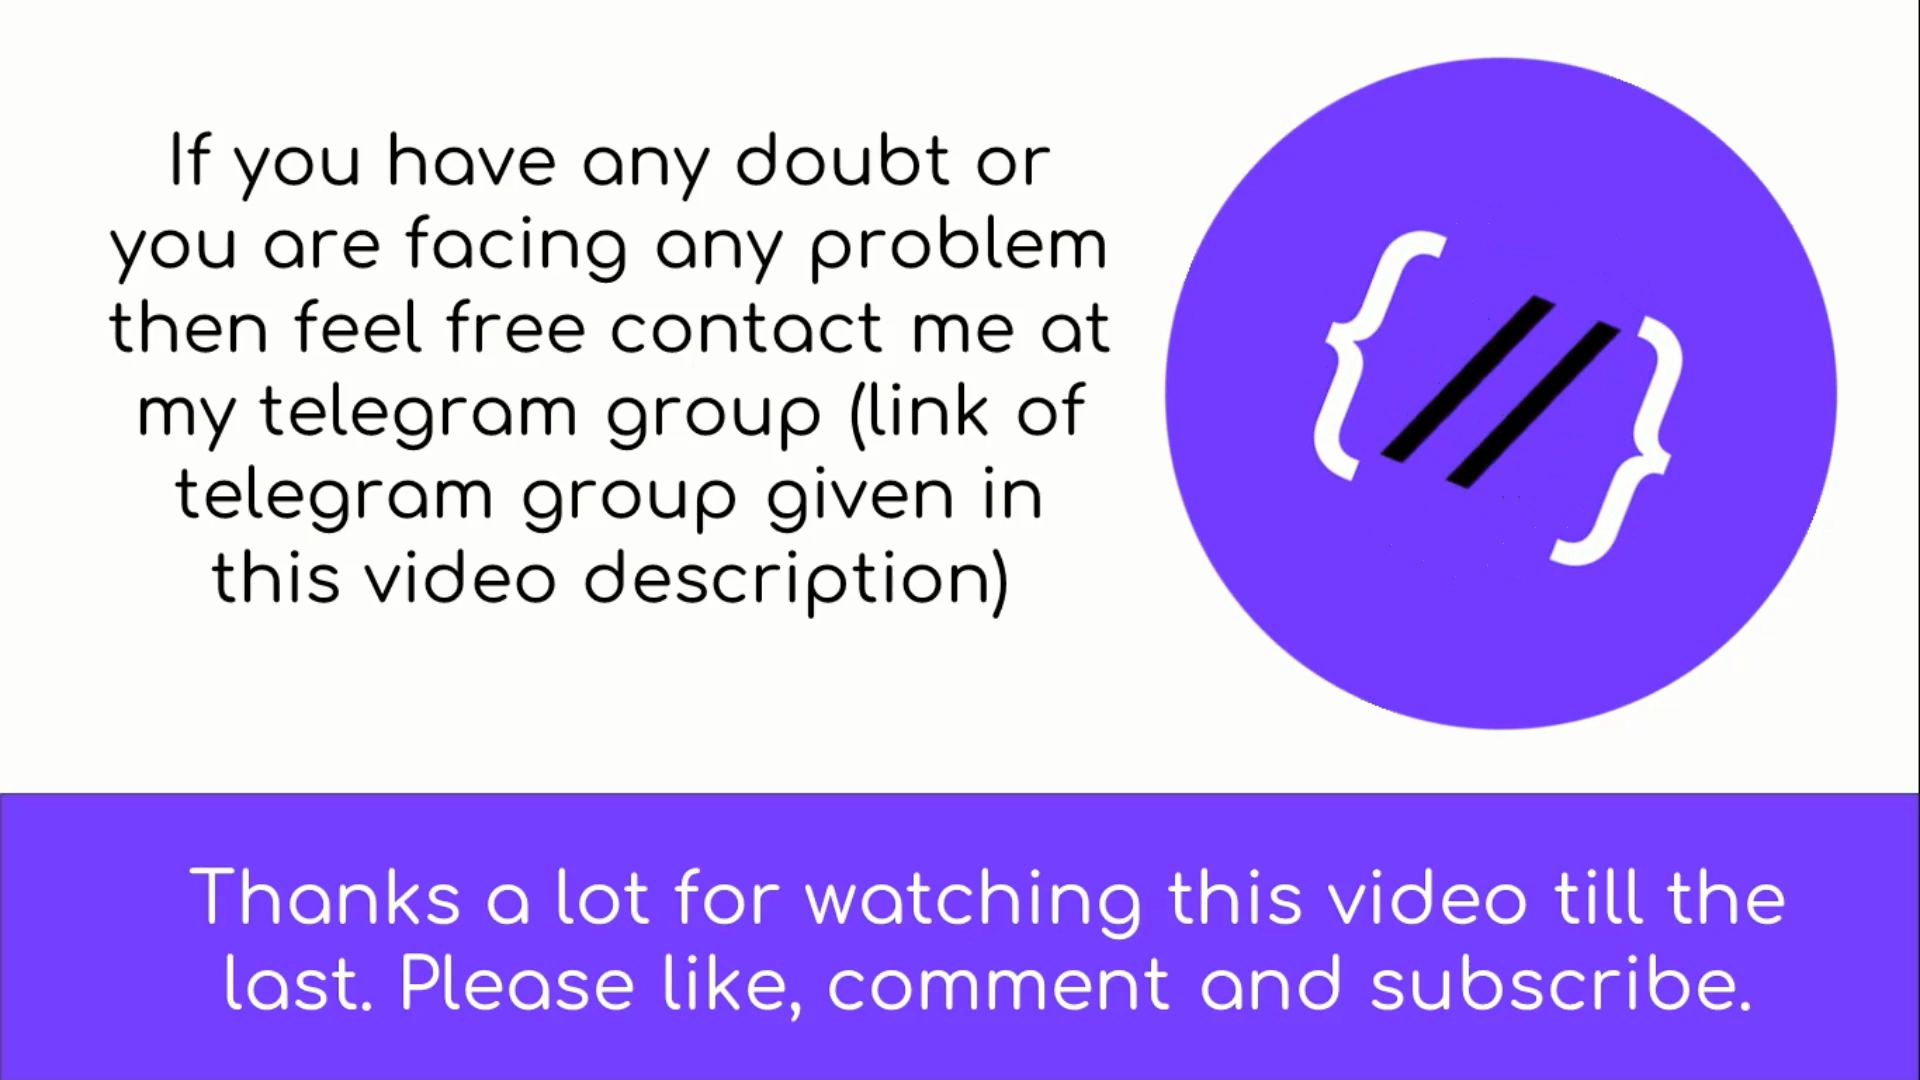 If you have any doubt or
you are facing any problem
then feel free contact me at
my telegram group (link of
telegram group given in
this video description)
{//}
Thanks a lot for watching this video till the
last. Please like, comment and subscribe.